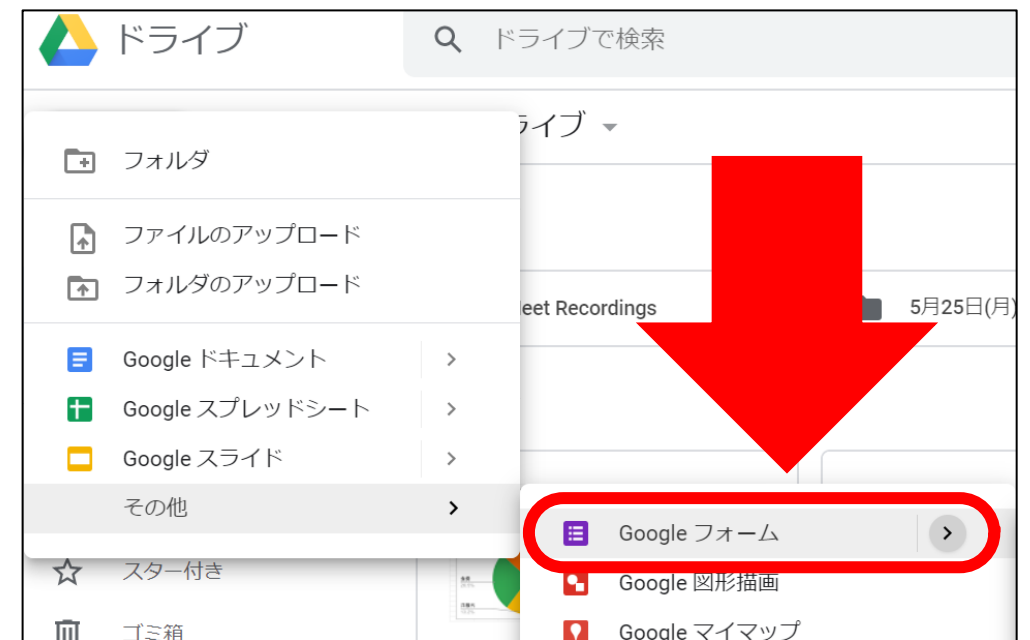 ドライブ
ドライブで検索
ライブ
フォルダ
ファイルのアップロード
フォルダのアップロード
eet Recordings
5月25日(月)
Google ドキュメント
Google スプレッドシート
Google スライド
その他
Google フォーム
スター付き
Google 図形描画
ゴミ箱
Google マイマップ